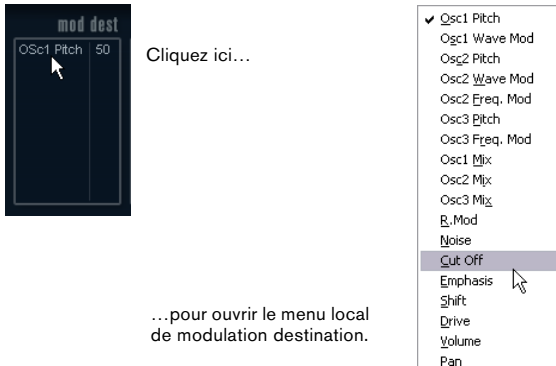 mod dest
OSc1 Pitch 50
Cliquez ici…
…pour ouvrir le menu local
de modulation destination.
Osc1 Pitch
Osc1 Wave Mod
Osc2 Pitch
Osc2 Wave Mod
Osc2 Freq. Mod
Osc3 Pitch
Osc3 Freq. Mod
Osc1 Mix
Osc2 Mix
Osc3 Mix
R.Mod
Noise
Cut Off
Emphasis
Shift
Drive
Volume
Pan